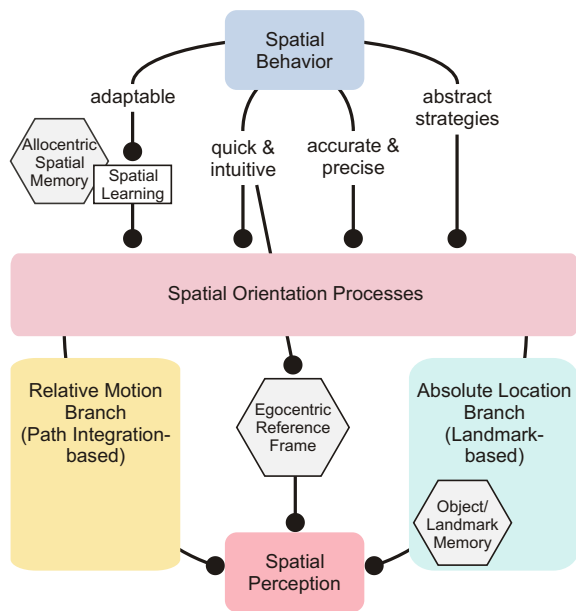 Spatial
Behavior
adaptable
abstract
strategies
quick &
intuitive
accurate &
precise
Allocentric
Spatial
Memory
Spatial
Learning
Spatial Orientation Processes
Relative Motion
Branch
(Path Integration-
based)
Egocentric
Reference
Frame
Absolute Location
Branch
(Landmark-
based)
Object/
Landmark
Memory
Spatial
Perception